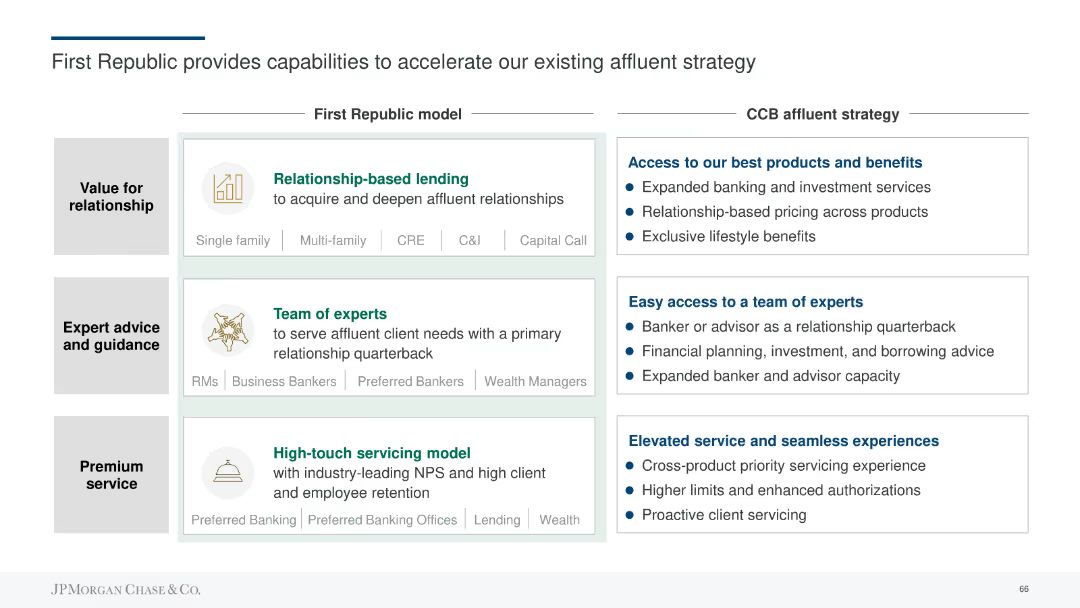 First Republic provides capabilities to accelerate our existing affluent strategy
First Republic model
CCB affluent strategy
Value for
relationship
Relationship-based lending
to acquire and deepen affluent relationships
Single family | Multi-family | CRE | C&I | Capital Call
Access to our best products and benefits
● Expanded banking and investment services
● Relationship-based pricing across products
● Exclusive lifestyle benefits
Expert advice
and guidance
Team of experts
to serve affluent client needs with a primary
relationship quarterback
RMs | Business Bankers | Preferred Bankers | Wealth Managers
Easy access to a team of experts
● Banker or advisor as a relationship quarterback
● Financial planning, investment, and borrowing advice
● Expanded banker and advisor capacity
Premium
service
High-touch servicing model
with industry-leading NPS and high client
and employee retention
Preferred Banking | Preferred Banking Offices | Lending | Wealth
Elevated service and seamless experiences
● Cross-product priority servicing experience
● Higher limits and enhanced authorizations
● Proactive client servicing
JPMORGAN CHASE & CO.
66